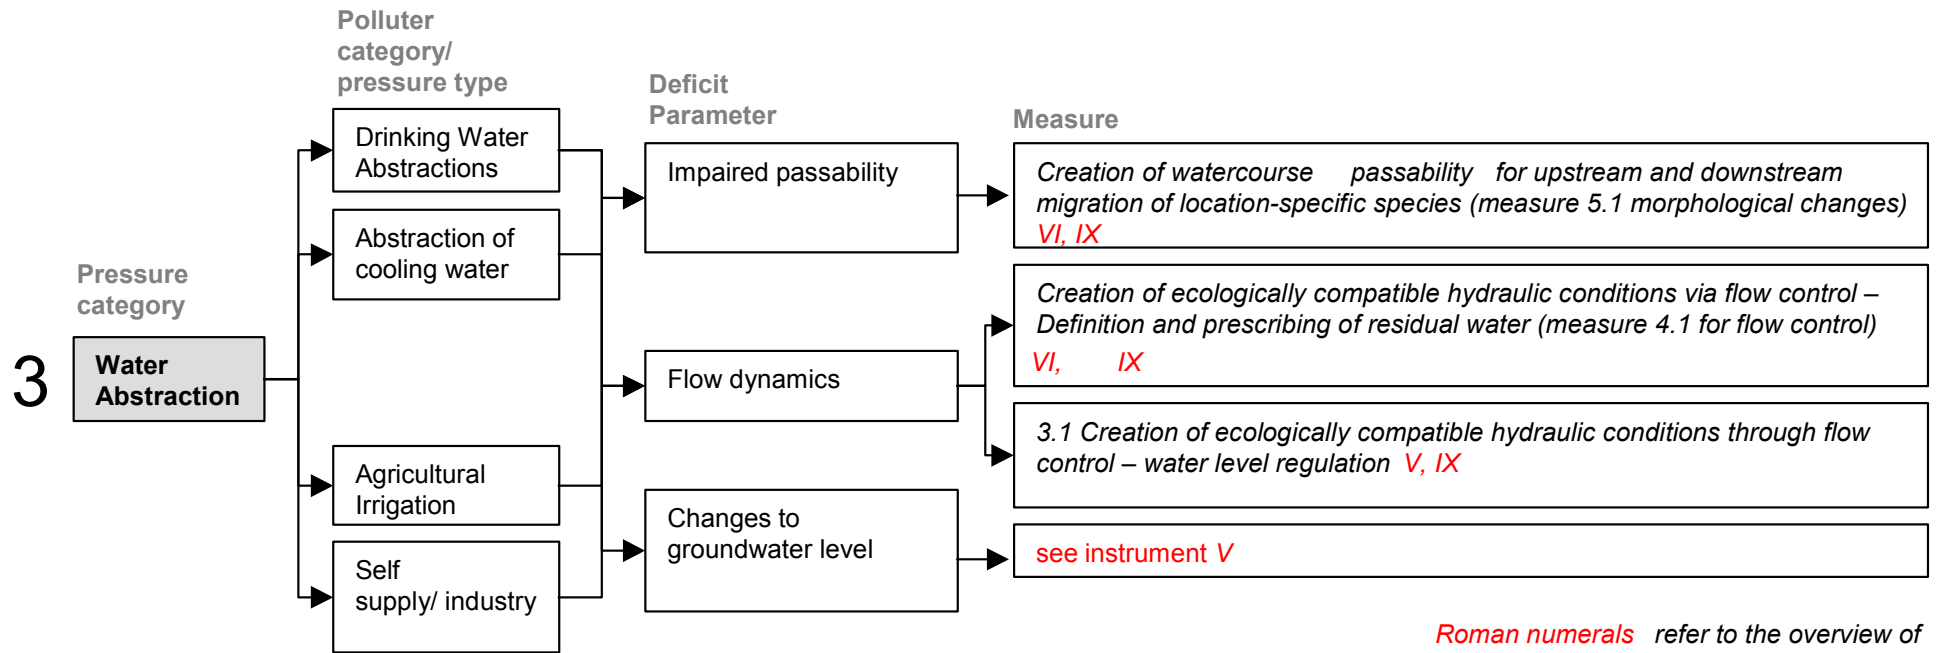 Polluter
category/
pressure type
Deficit
Parameter
Measure
Pressure
category
3
Water
Abstraction
Drinking Water
Abstractions
Abstraction of
cooling water
Agricultural
Irrigation
Self
supply/ industry
Impaired passability
Flow dynamics
Changes to
groundwater level
Creation of watercourse passability for upstream and downstream
migration of location-specific species (measure 5.1 morphological changes)
VI, IX
Creation of ecologically compatible hydraulic conditions via flow control –
Definition and prescribing of residual water (measure 4.1 for flow control)
VI, IX
3.1 Creation of ecologically compatible hydraulic conditions through flow
control – water level regulation V, IX
see instrument V
Roman numerals refer to the overview of